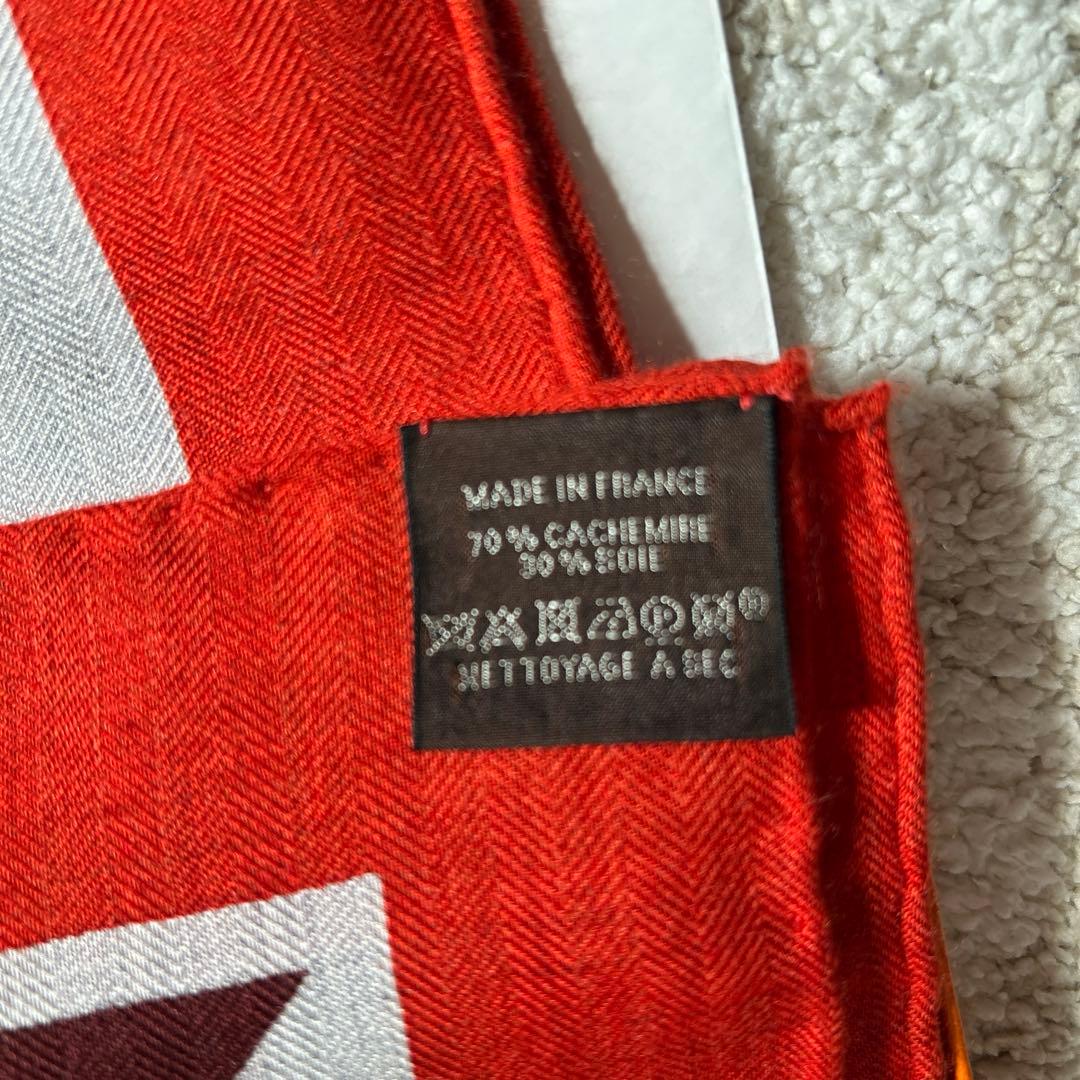 MADE IN FRANCE
70% CACHEMIRE
30% SOIE
NETTOYAGE A SEC